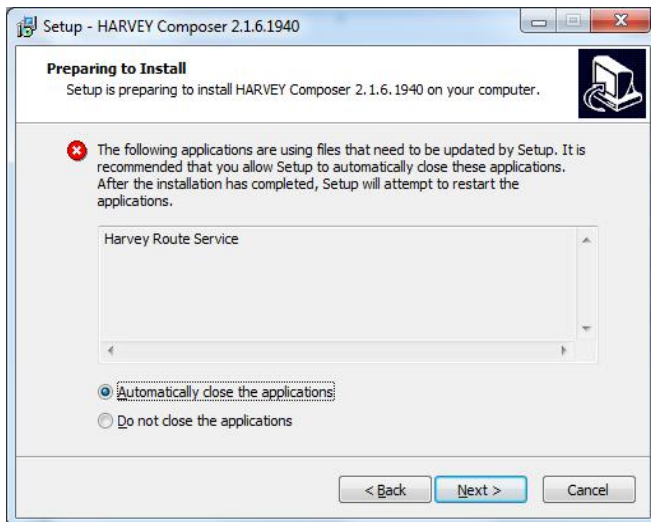 Setup - HARVEY Composer 2.1.6.1940
Preparing to Install
Setup is preparing to install HARVEY Composer 2.1.6.1940 on your computer.
The following applications are using files that need to be updated by Setup. It is
recommended that you allow Setup to automatically close these applications.
After the installation has completed, Setup will attempt to restart the
applications.
Harvey Route Service
Automatically close the applications
Do not close the applications
< Back Next > Cancel